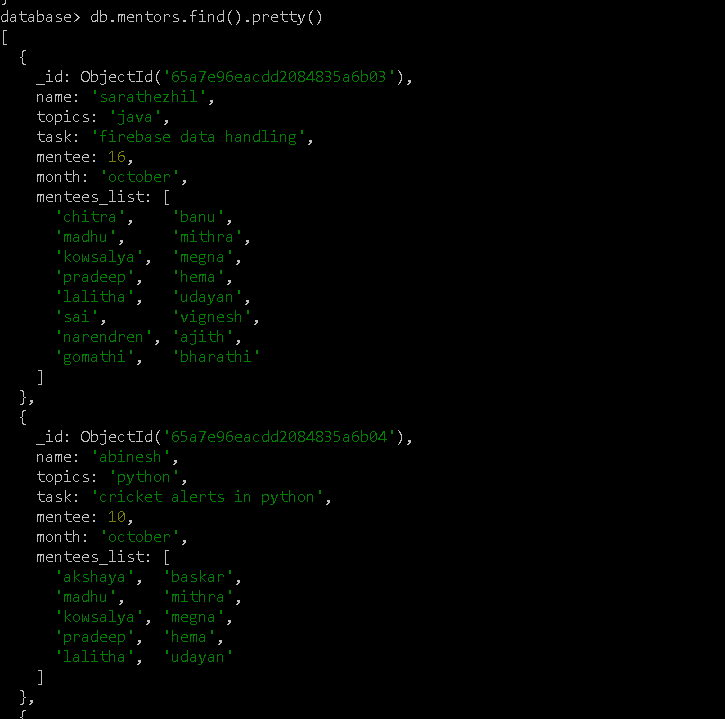 }
database> db.mentors.find().pretty()
[
  {
    _id: ObjectId('65a7e96eacdd2084835a6b03'),
    name: 'sarathezhil',
    topics: 'java',
    task: 'firebase data handling',
    mentee: 16,
    month: 'october',
    mentees_list: [
      'chitra',    'banu',
      'madhu',     'mithra',
      'kowsalya',  'megna',
      'pradeep',   'hema',
      'lalitha',   'udayan',
      'sai',       'vignesh',
      'narendren', 'ajith',
      'gomathi',   'bharathi'
    ]
  },
  {
    _id: ObjectId('65a7e96eacdd2084835a6b04'),
    name: 'abinesh',
    topics: 'python',
    task: 'cricket alerts in python',
    mentee: 10,
    month: 'october',
    mentees_list: [
      'akshaya',  'baskar',
      'madhu',    'mithra',
      'kowsalya', 'megna',
      'pradeep',  'hema',
      'lalitha',  'udayan'
    ]
  },
  {